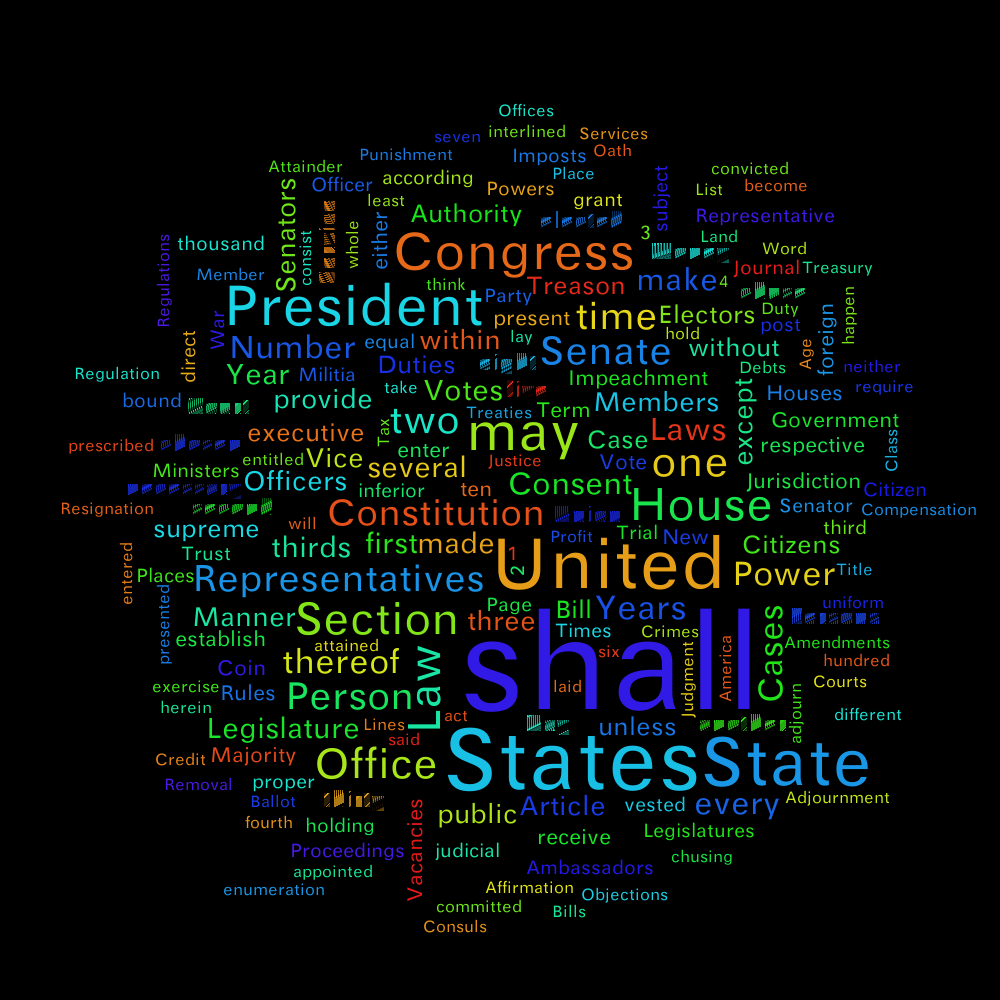 Offices
seven interlined Services
Punishment Imposts Oath
Attainder Place convicted
Officer according Powers List become
Senators least grant subject
Authority Representative
thousand consist whole either 3 Land
Regulations Congress Word
Member think Treason make 4 Journal Treasury
President Party time Electors Duty happen
War present hold post foreign
Number equal within lay Senate without Age
direct Duties Debts neither
Regulation Year Militia take Votes Impeachment Houses require
bound provide two Treaties Term Members except
Tax may Case Laws Government
prescribed executive enter Class
entitled Vice several Justice Vote one respective
Ministers Officers inferior ten Consent Jurisdiction Citizen
Resignation Constitution House Senator Compensation
supreme will Profit Trial New third
Trust thirds first made 1 United Citizens
entered Places Representatives 2 Power Title
presented Manner Section Page Bill Years uniform
establish three Times Crimes Cases Amendments
attained six America hundred
Coin thereof Law shall Judgment Courts
exercise Rules Person laid
herein Legislature Lines act unless adjourn different
said
Credit Majority Office States State
Removal proper
Ballot public Article vested every Adjournment
fourth holding Vacancies receive Legislatures
Proceedings judicial chusing
appointed Ambassadors
enumeration Affirmation Objections
committed Bills
Consuls